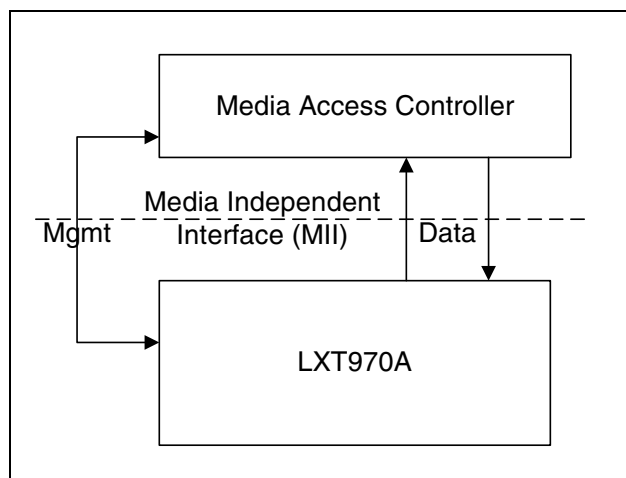 Media Access Controller
Media Independent
Mgmt Interface (MII) Data
LXT970A